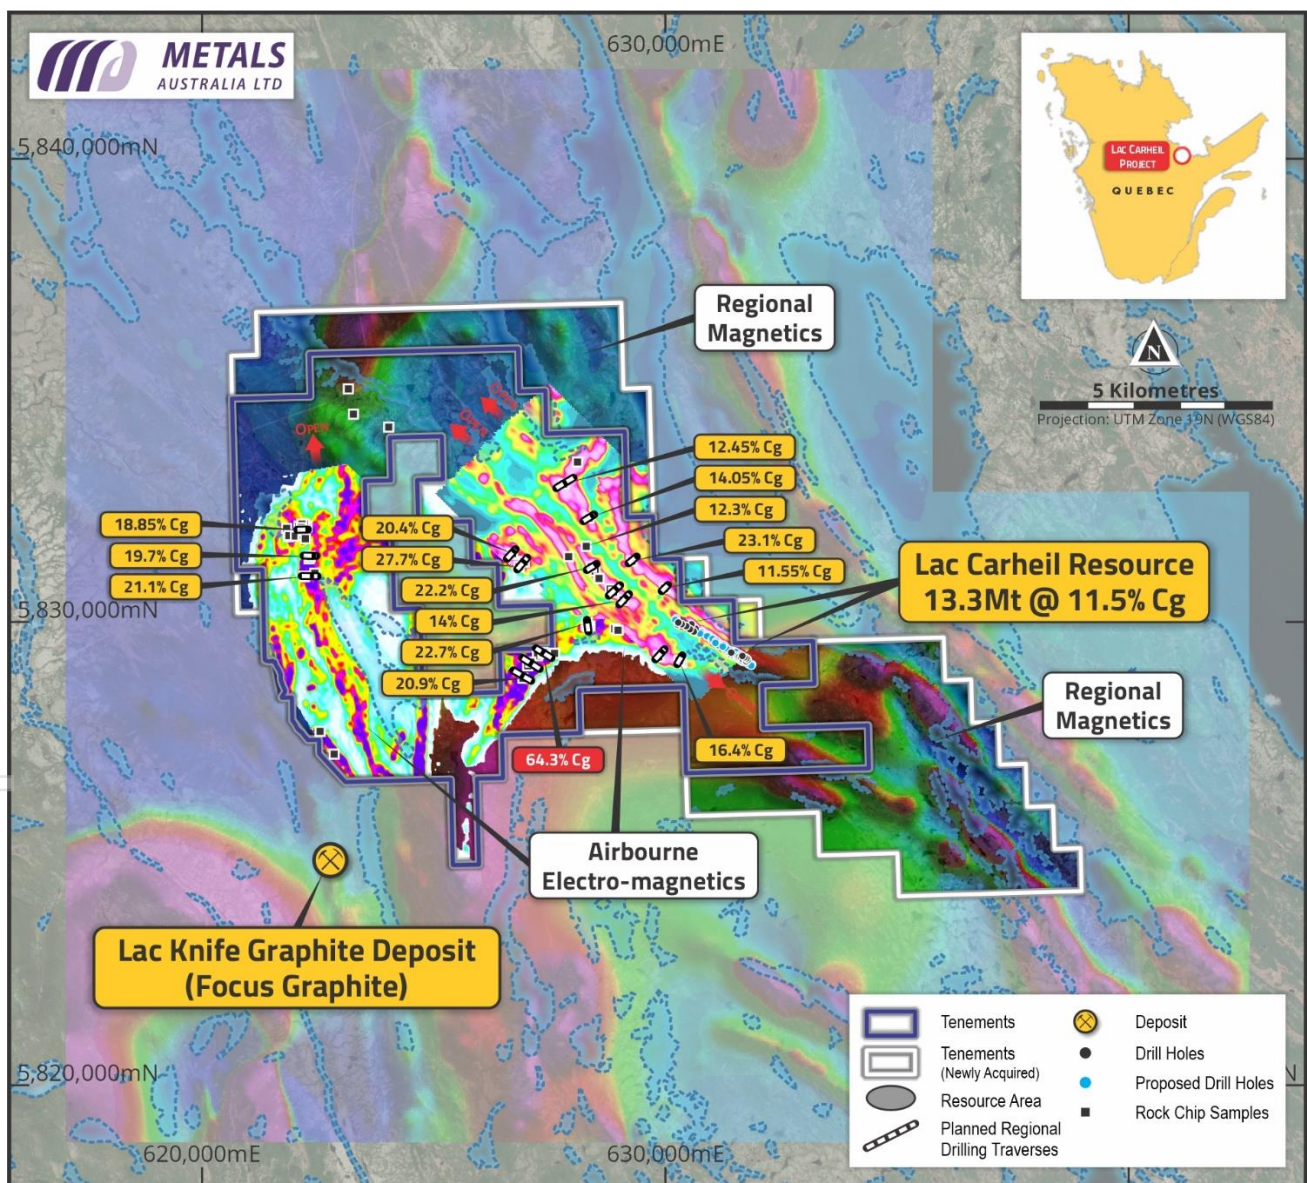 METALS
AUSTRALIA LTD
630,000mE
5,840,000mN
LAC CARHEIL
PROJECT
QUEBEC
N
5 Kilometres
Projection: UTM Zone 19N (WGS84)
Regional
Magnetics
OPEN
OPEN
OPEN
12.45% Cg
14.05% Cg
12.3% Cg
23.1% Cg
11.55% Cg
18.85% Cg
19.7% Cg
21.1% Cg
20.4% Cg
27.7% Cg
22.2% Cg
14% Cg
22.7% Cg
20.9% Cg
5,830,000mN
Lac Carheil Resource
13.3Mt @ 11.5% Cg
Regional
Magnetics
16.4% Cg
64.3% Cg
Airbourne
Electro-magnetics
Lac Knife Graphite Deposit
(Focus Graphite)
Tenements
Tenements
(Newly Acquired)
Resource Area
Planned Regional
Drilling Traverses
Deposit
Drill Holes
Proposed Drill Holes
Rock Chip Samples
5,820,000mN
N
620,000mE
630,000mE